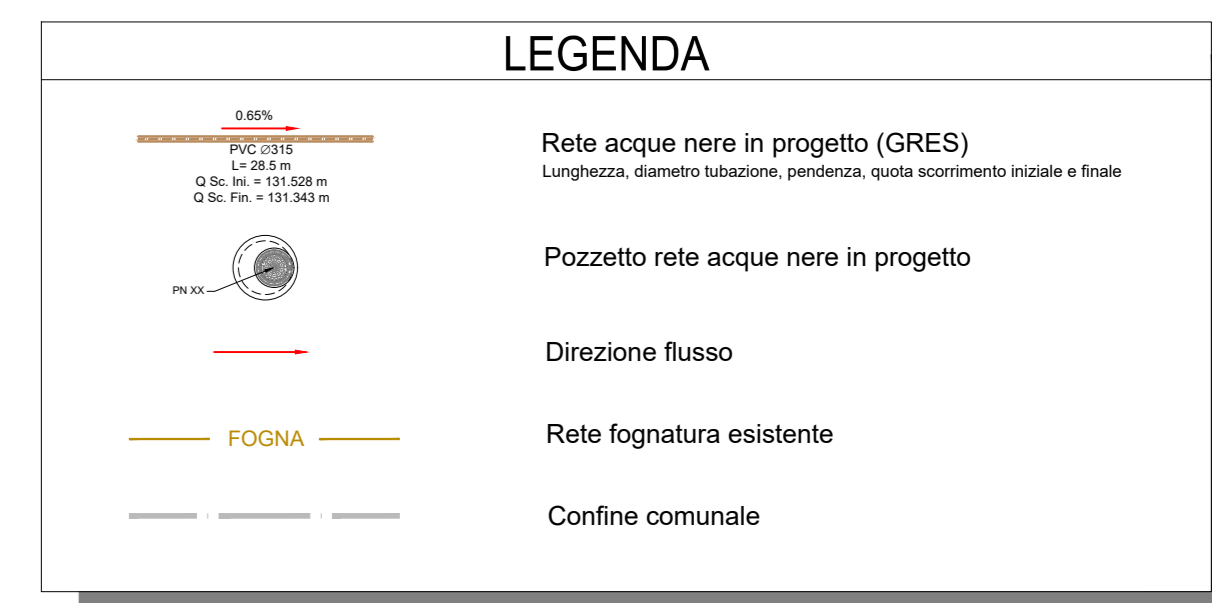 LEGENDA
0.65%
PVC ∅315
L= 28.5 m
Q Sc. Ini. = 131.528 m
Q Sc. Fin. = 131.343 m
Rete acque nere in progetto (GRES)
Lunghezza, diametro tubazione, pendenza, quota scorrimento iniziale e finale
PN XX
Pozzetto rete acque nere in progetto
Direzione flusso
FOGNA
Rete fognatura esistente
Confine comunale